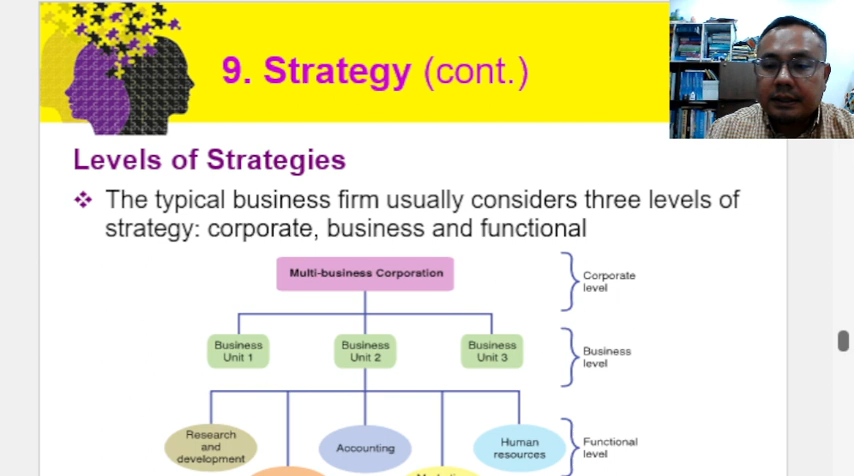 9. Strategy (cont.)
Levels of Strategies
The typical business firm usually considers three levels of
strategy: corporate, business and functional
Multi-business Corporation
Corporate
level
Business
Unit 1
Business
Unit 2
Business
Unit 3
Business
level
Research
and
development
Accounting
Human
resources
Functional
level